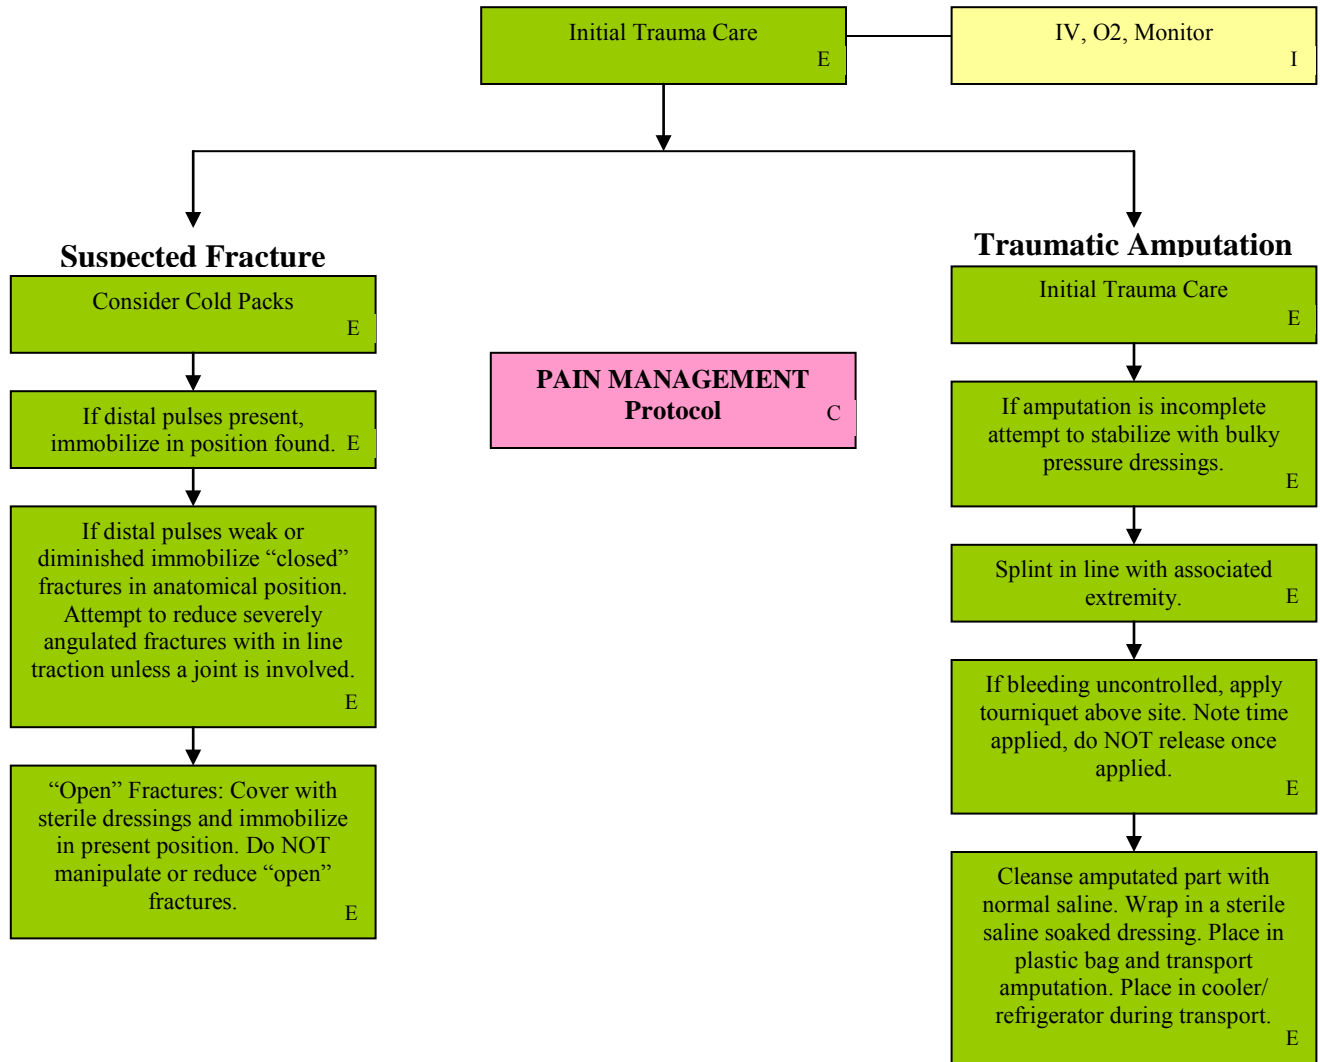 Initial Trauma Care
E
IV, O2, Monitor
I
Suspected Fracture
Consider Cold Packs
E
If distal pulses present,
immobilize in position found. E
If distal pulses weak or
diminished immobilize “closed”
fractures in anatomical position.
Attempt to reduce severely
angulated fractures with in line
traction unless a joint is involved.
E
“Open” Fractures: Cover with
sterile dressings and immobilize
in present position. Do NOT
manipulate or reduce “open”
fractures.
E
PAIN MANAGEMENT
Protocol C
Traumatic Amputation
Initial Trauma Care
E
If amputation is incomplete
attempt to stabilize with bulky
pressure dressings.
E
Splint in line with associated
extremity. E
If bleeding uncontrolled, apply
tourniquet above site. Note time
applied, do NOT release once
applied.
E
Cleanse amputated part with
normal saline. Wrap in a sterile
saline soaked dressing. Place in
plastic bag and transport
amputation. Place in cooler/
refrigerator during transport.
E